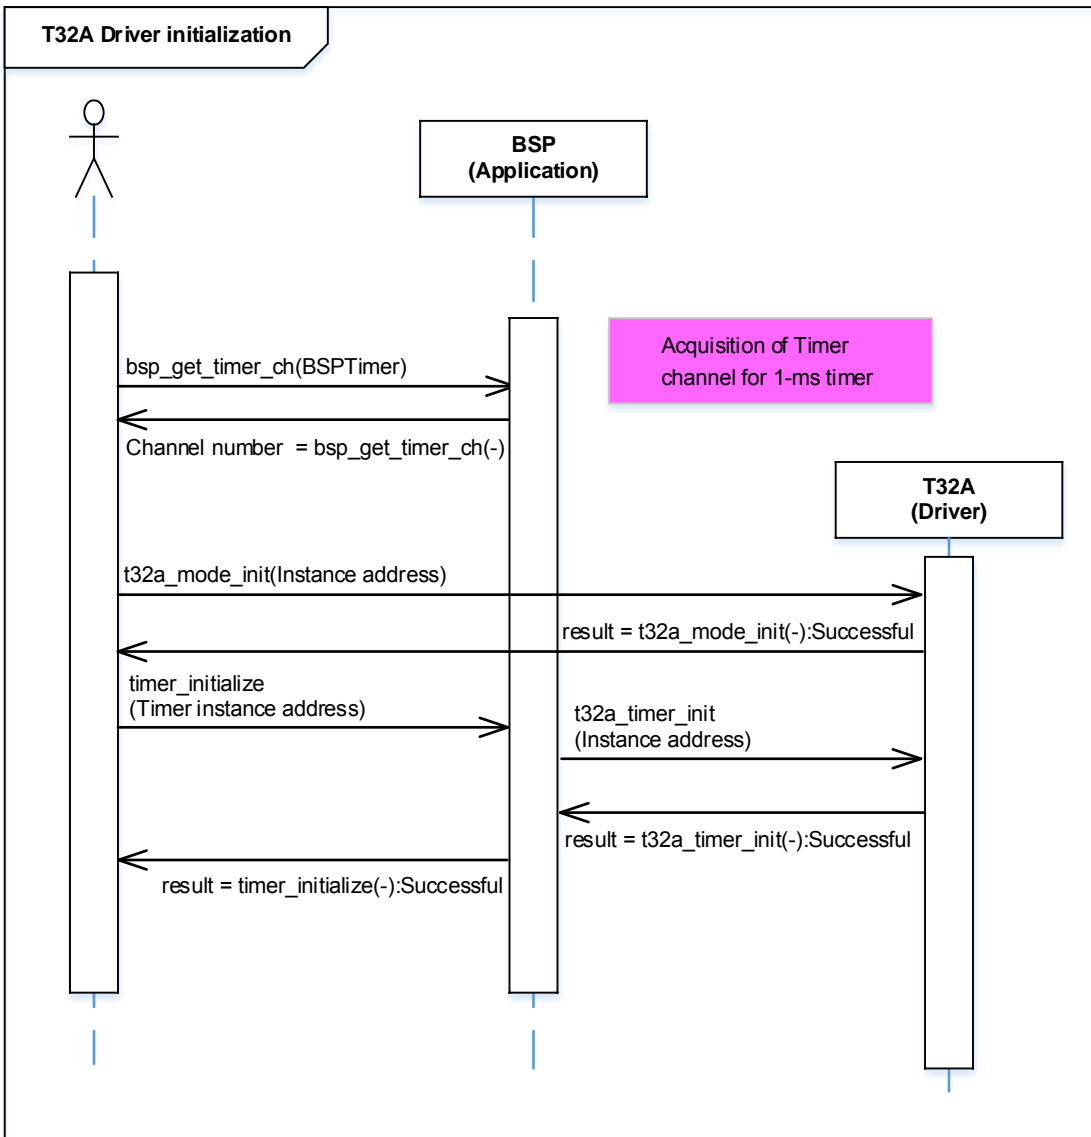 T32A Driver initialization
BSP
(Application)
Acquisition of Timer
channel for 1-ms timer
bsp_get_timer_ch(BSPTimer)
Channel number  = bsp_get_timer_ch(-)
T32A
(Driver)
t32a_mode_init(Instance address)
result = t32a_mode_init(-):Successful
timer_initialize
(Timer instance address)
t32a_timer_init
(Instance address)
result = t32a_timer_init(-):Successful
result = timer_initialize(-):Successful